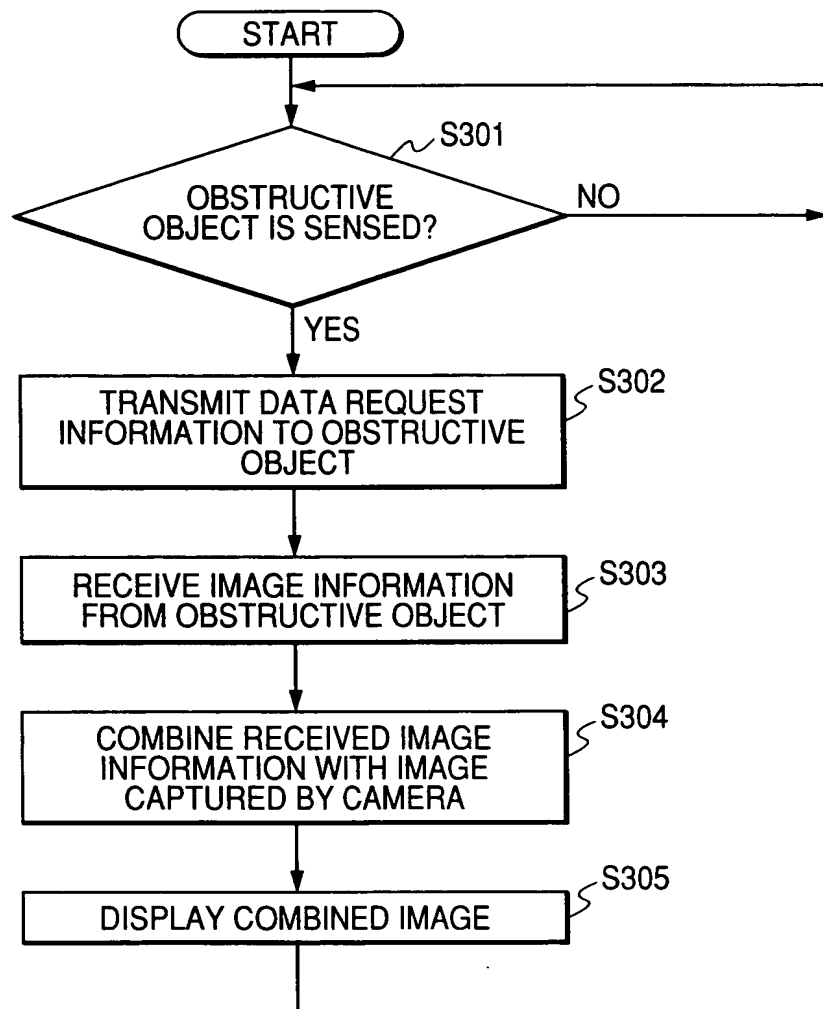 START
S301
OBSTRUCTIVE
OBJECT IS SENSED?
NO
YES
S302
TRANSMIT DATA REQUEST
INFORMATION TO OBSTRUCTIVE
OBJECT
S303
RECEIVE IMAGE INFORMATION
FROM OBSTRUCTIVE OBJECT
S304
COMBINE RECEIVED IMAGE
INFORMATION WITH IMAGE
CAPTURED BY CAMERA
S305
DISPLAY COMBINED IMAGE